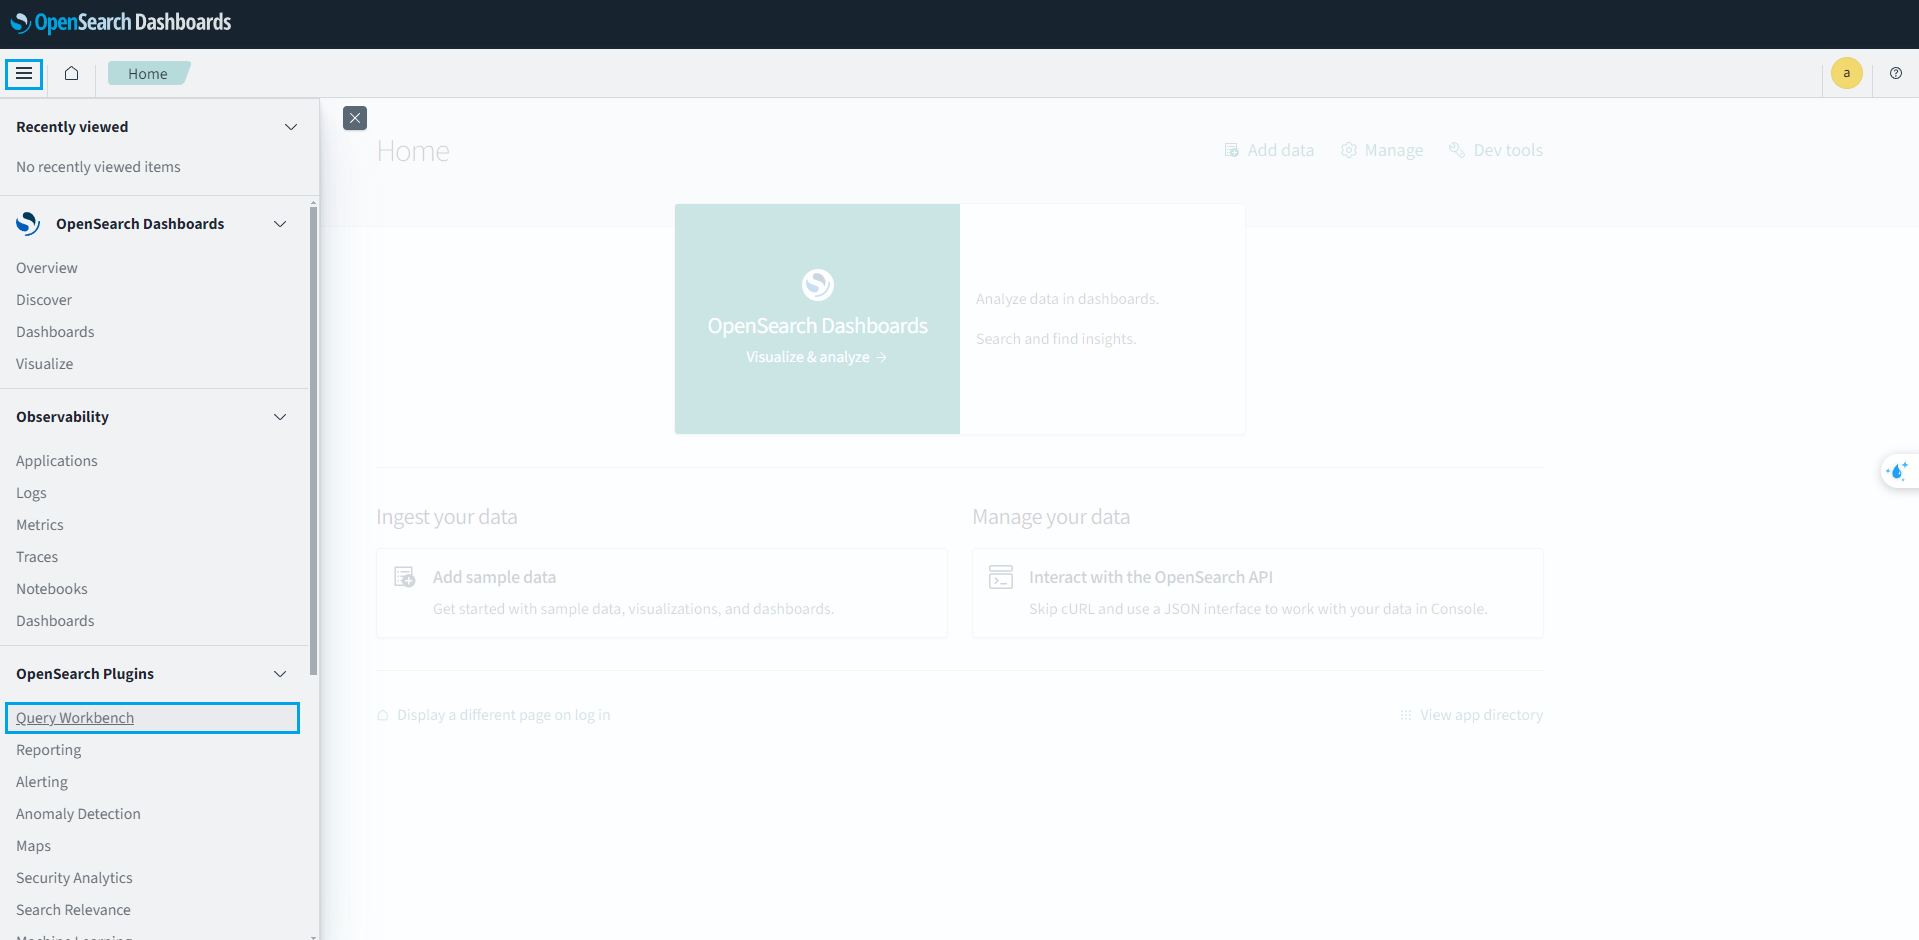 OpenSearch Dashboards
Home
a
Recently viewed
No recently viewed items
OpenSearch Dashboards
Overview
Discover
Dashboards
Visualize
Observability
Applications
Logs
Metrics
Traces
Notebooks
Dashboards
OpenSearch Plugins
Query Workbench
Reporting
Alerting
Anomaly Detection
Maps
Security Analytics
Search Relevance
Machine Learning
Home
Add data
Manage
Dev tools
OpenSearch Dashboards
Visualize & analyze →
Analyze data in dashboards.
Search and find insights.
Ingest your data
Add sample data
Get started with sample data, visualizations, and dashboards.
Manage your data
Interact with the OpenSearch API
Skip cURL and use a JSON interface to work with your data in Console.
Display a different page on log in
View app directory